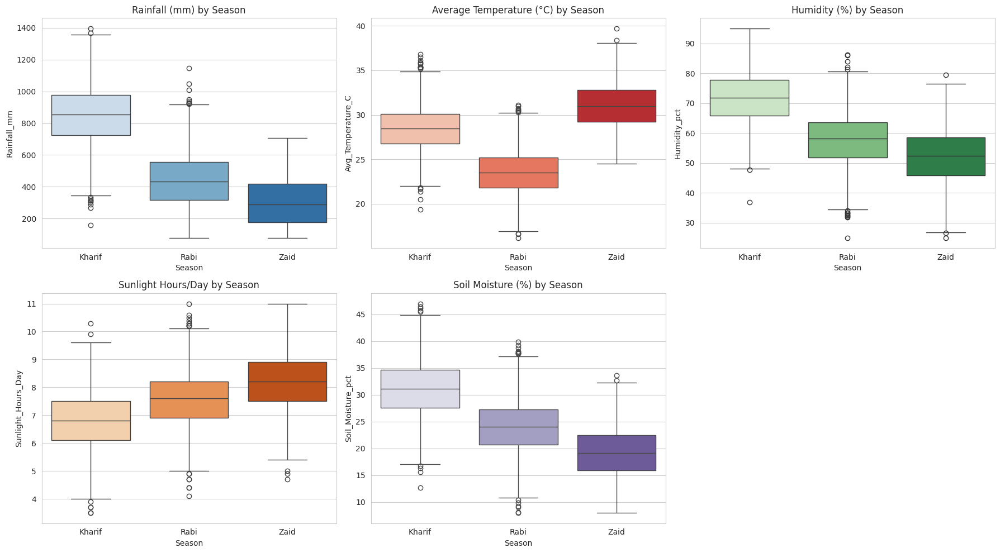 Rainfall (mm) by Season
1400
1200
1000
800
600
400
200
Rainfall_mm
Kharif Rabi Zaid
Season
Average Temperature (°C) by Season
40
35
30
25
20
Avg_Temperature_C
Kharif Rabi Zaid
Season
Humidity (%) by Season
90
80
70
60
50
40
30
Humidity_pct
Kharif Rabi Zaid
Season
Sunlight Hours/Day by Season
11
10
9
8
7
6
5
4
Sunlight_Hours_Day
Kharif Rabi Zaid
Season
Soil Moisture (%) by Season
45
40
35
30
25
20
15
10
Soil_Moisture_pct
Kharif Rabi Zaid
Season